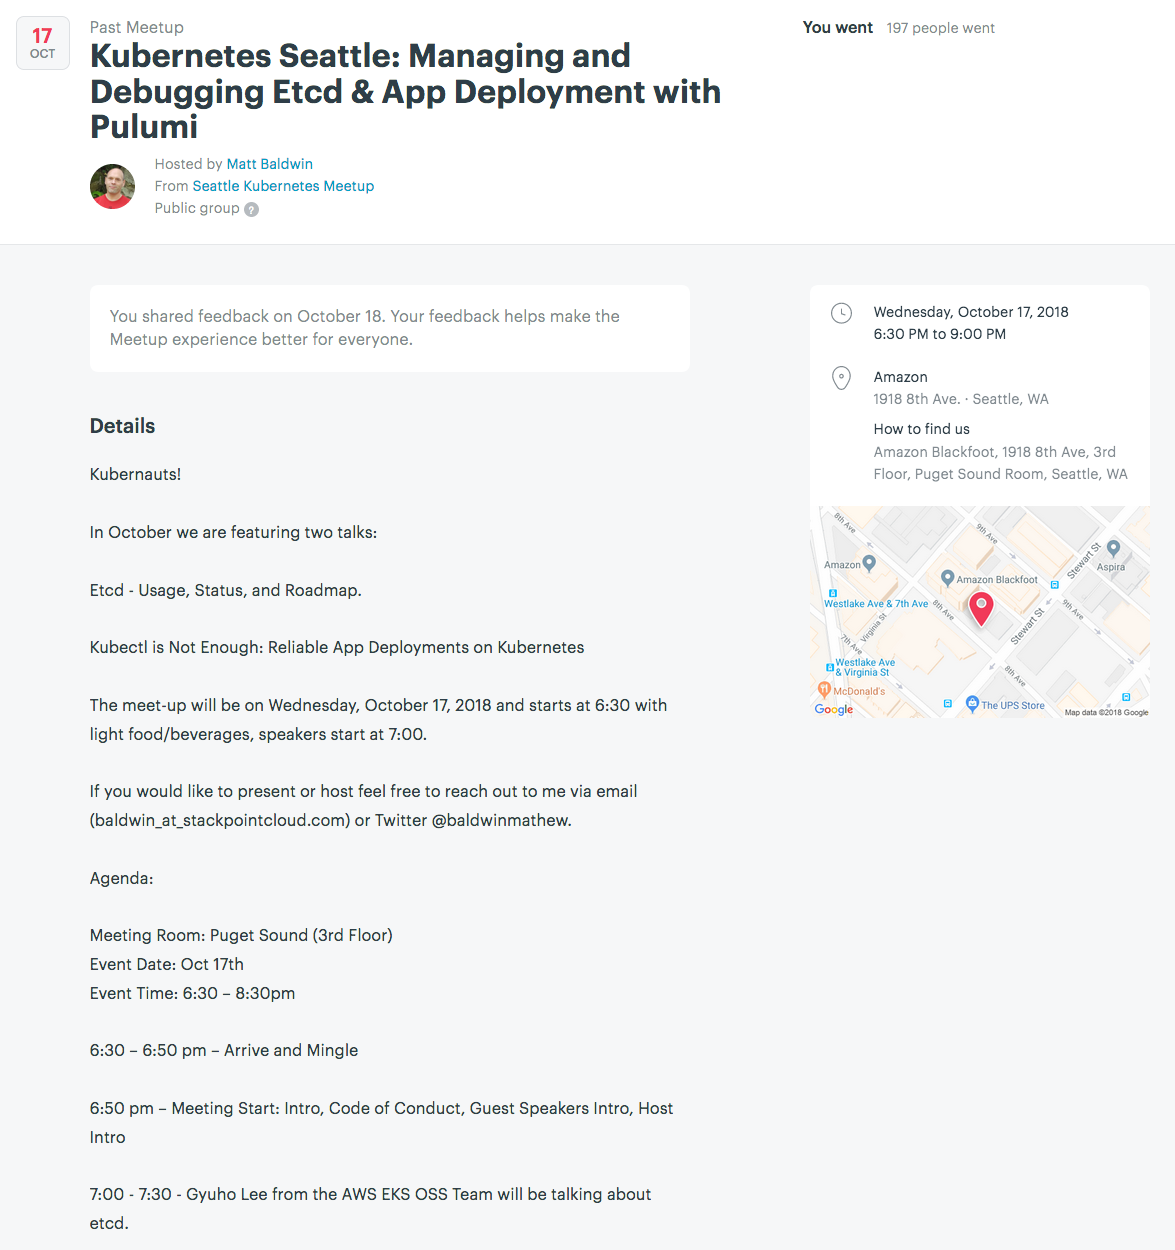 17
OCT
Past Meetup
Kubernetes Seattle: Managing and
Debugging Etcd & App Deployment with
Pulumi
Hosted by Matt Baldwin
From Seattle Kubernetes Meetup
Public group ?
You went 197 people went
You shared feedback on October 18. Your feedback helps make the
Meetup experience better for everyone.
Details
Kubernauts!
In October we are featuring two talks:
Etcd - Usage, Status, and Roadmap.
Kubectl is Not Enough: Reliable App Deployments on Kubernetes
The meet-up will be on Wednesday, October 17, 2018 and starts at 6:30 with
light food/beverages, speakers start at 7:00.
If you would like to present or host feel free to reach out to me via email
(baldwin_at_stackpointcloud.com) or Twitter @baldwinmathew.
Agenda:
Meeting Room: Puget Sound (3rd Floor)
Event Date: Oct 17th
Event Time: 6:30 – 8:30pm
6:30 – 6:50 pm – Arrive and Mingle
6:50 pm – Meeting Start: Intro, Code of Conduct, Guest Speakers Intro, Host
Intro
7:00 - 7:30 - Gyuho Lee from the AWS EKS OSS Team will be talking about
etcd.
Wednesday, October 17, 2018
6:30 PM to 9:00 PM
Amazon
1918 8th Ave. · Seattle, WA
How to find us
Amazon Blackfoot, 1918 8th Ave, 3rd
Floor, Puget Sound Room, Seattle, WA
8th Ave
9th Ave
Stewart St
Amazon
Aspira
Amazon Blackfoot
Westlake Ave & 7th Ave
8th Ave
9th Ave
Virginia St
Stewart St
7th Ave
Westlake Ave
& Virginia St
8th Ave
McDonald's
The UPS Store
Google
Map data ©2018 Google